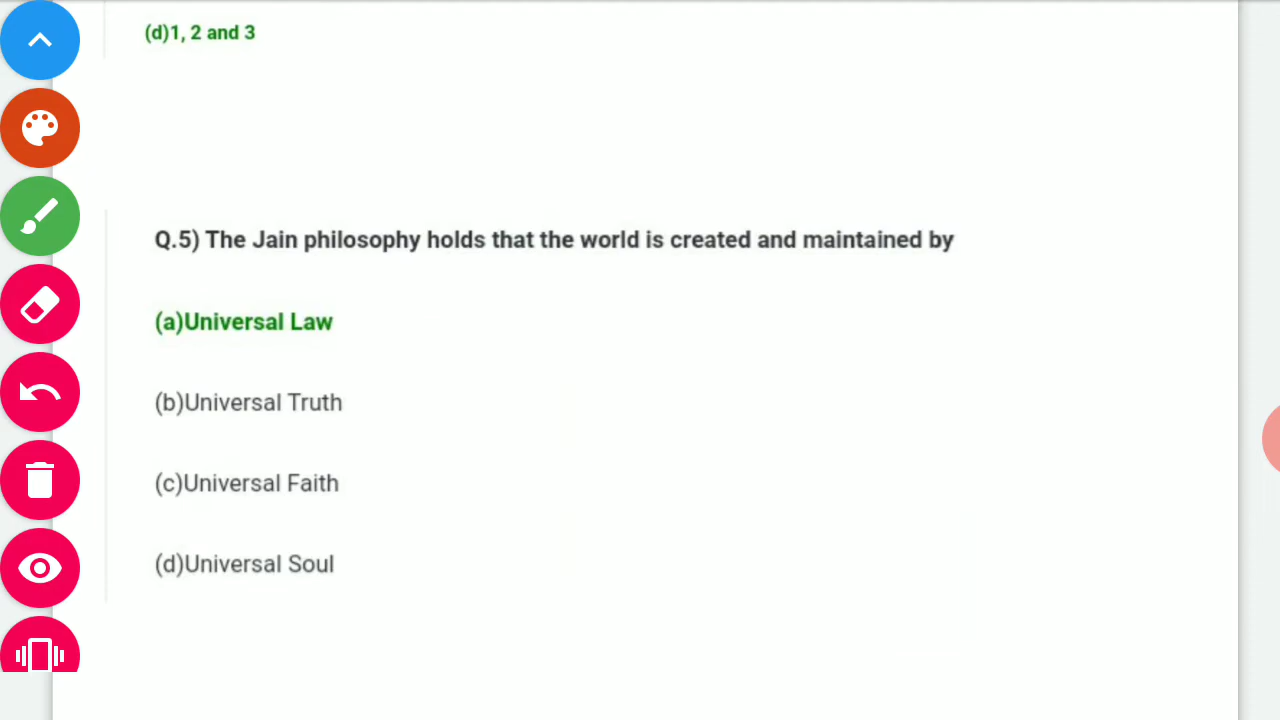 (d)1, 2 and 3
Q.5) The Jain philosophy holds that the world is created and maintained by
(a)Universal Law
(b)Universal Truth
(c)Universal Faith
(d)Universal Soul